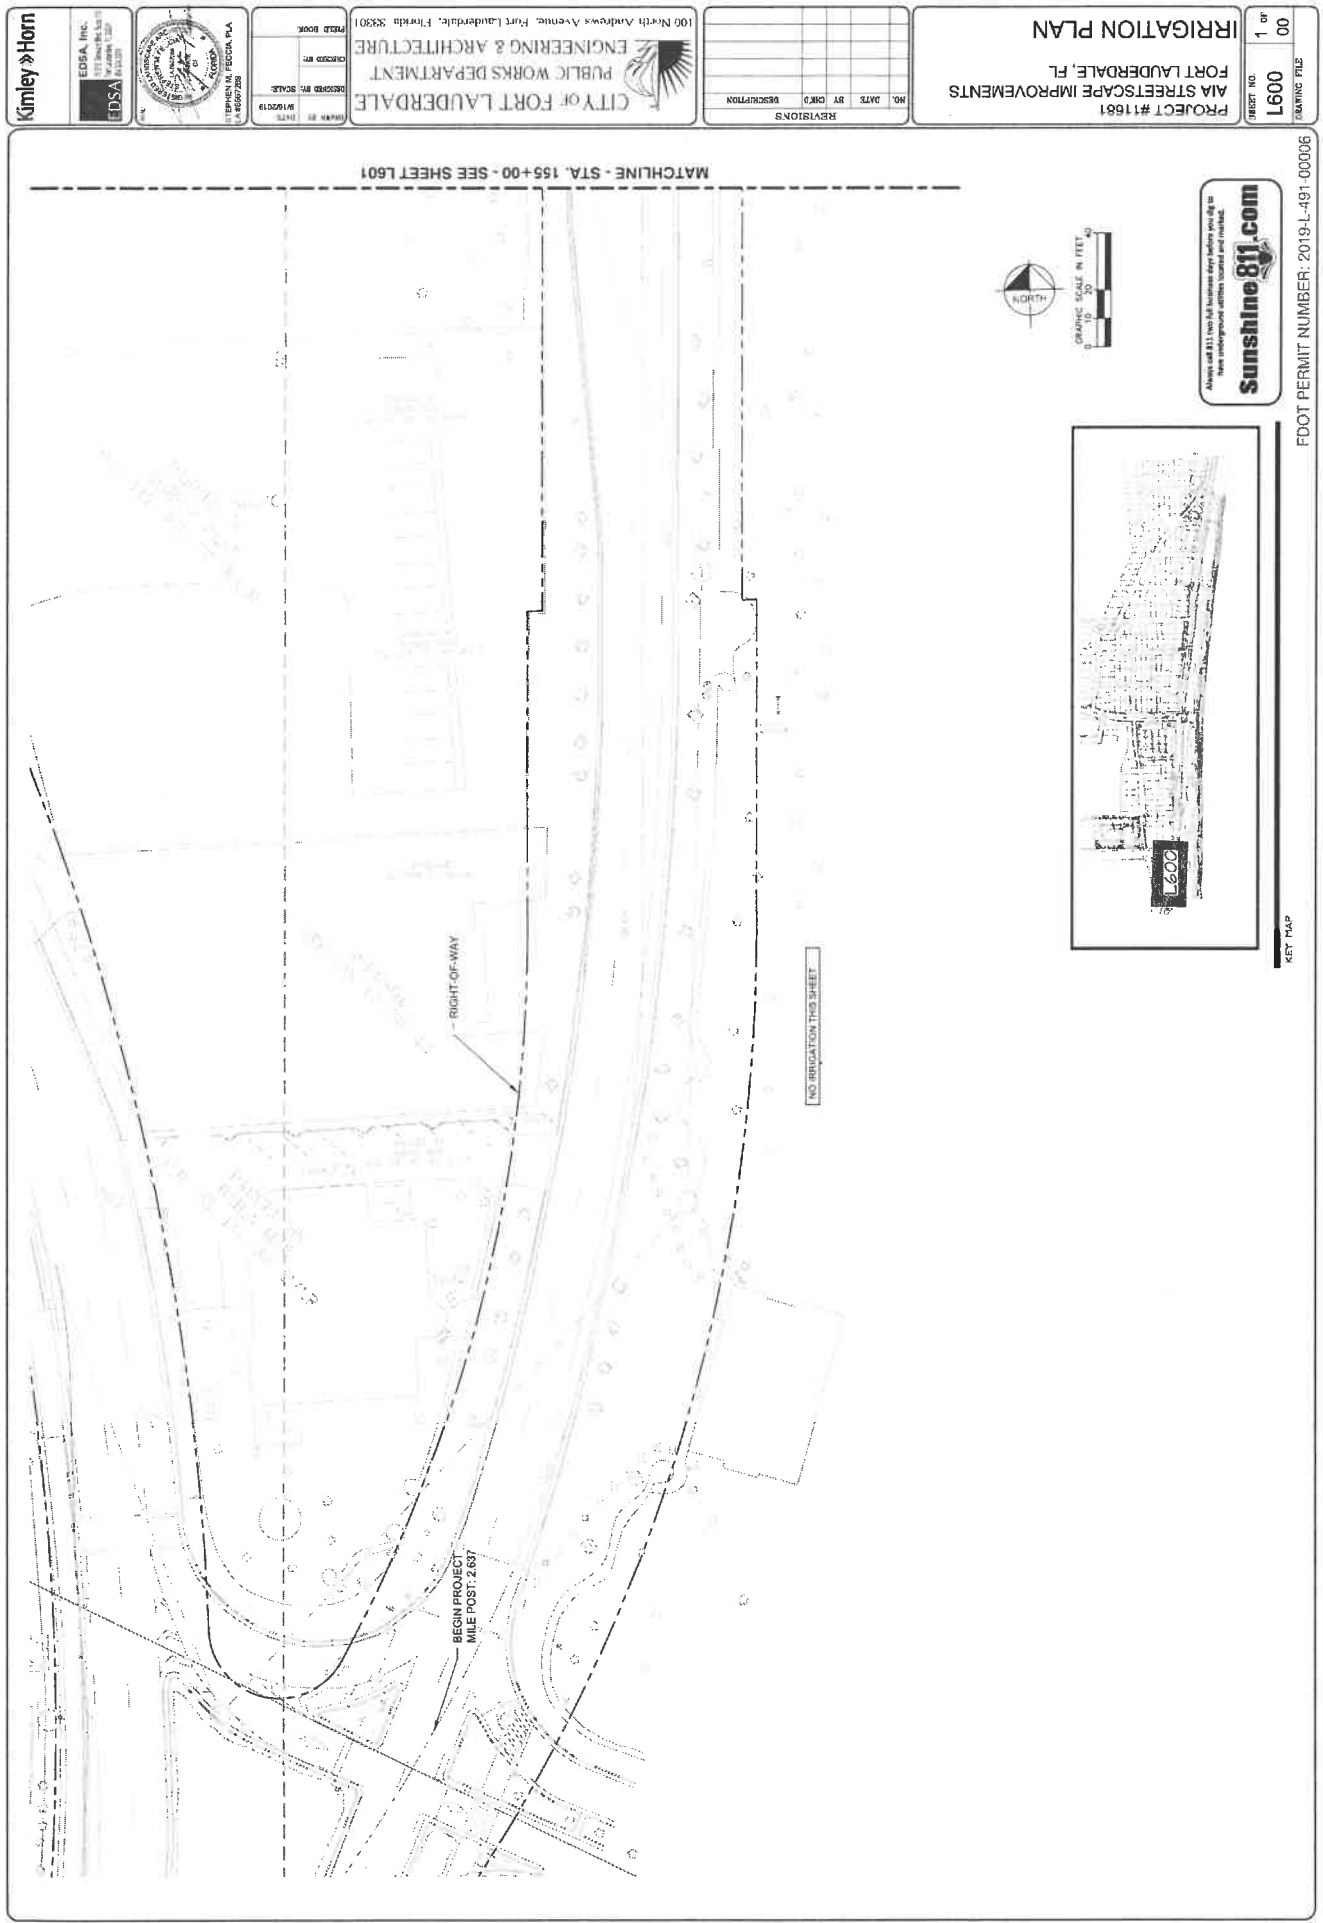 Kimley»Horn
EDSA, Inc.
EDSA
FLORIDA
STEPHEN M. FECCIA, PLA
LA#6667269
DRAWN BY
DATE:
9/16/2019
DESIGNED BY:
SCALE:
CHECKED BY:
FIELD BOOK:
CITY OF FORT LAUDERDALE
PUBLIC WORKS DEPARTMENT
ENGINEERING & ARCHITECTURE
100 North Andrews Avenue, Fort Lauderdale, Florida 33301
REVISIONS
NO. DATE BY CHK'D DESCRIPTION
PROJECT #11681
AIA STREETSCAPE IMPROVEMENTS
FORT LAUDERDALE, FL
IRRIGATION PLAN
SHEET NO.
L600
1 OF
00
DRAWING FILE
FDOT PERMIT NUMBER: 2019-L-491-00006
MATCHLINE - STA. 155+00 - SEE SHEET L601
NORTH
GRAPHIC SCALE IN FEET
0 10 20 40
Always call 811 two full business days before you dig to
have underground utilities located and marked.
Sunshine811.com
L600
KEY MAP
RIGHT-OF-WAY
NO IRRIGATION THIS SHEET
BEGIN PROJECT
MILE POST: 2.637